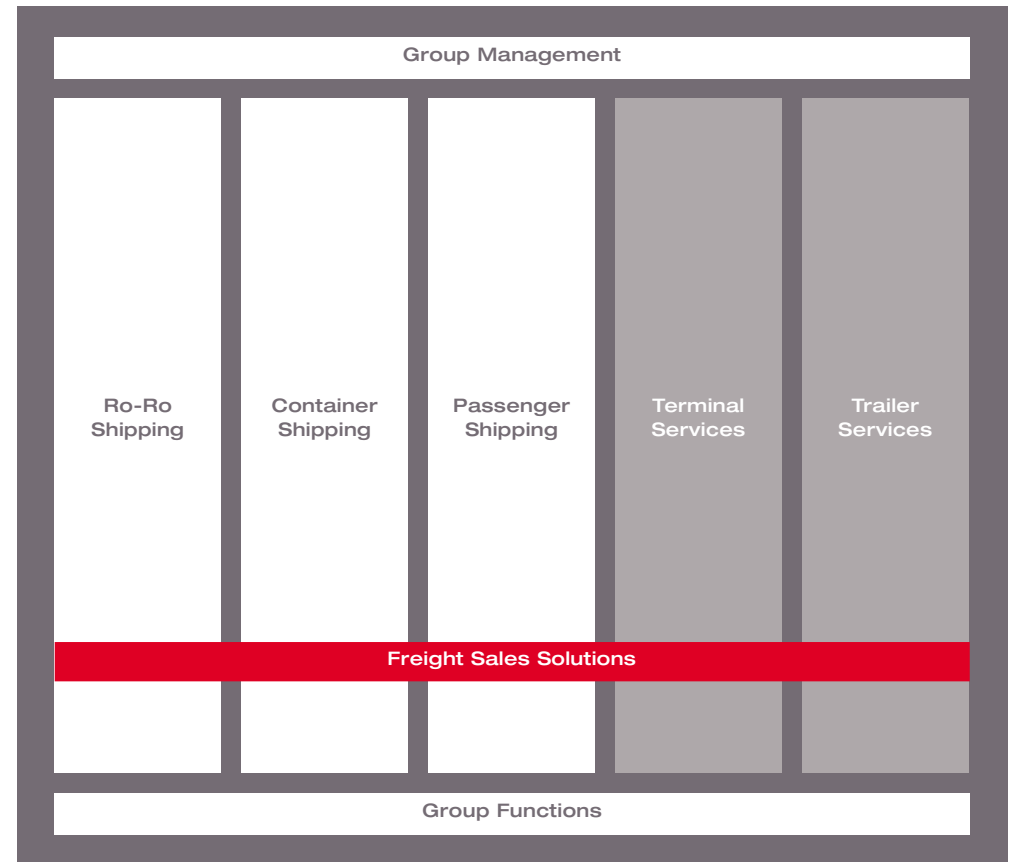 Group Management
Ro-Ro
Shipping
Container
Shipping
Passenger
Shipping
Terminal
Services
Trailer
Services
Freight Sales Solutions
Group Functions